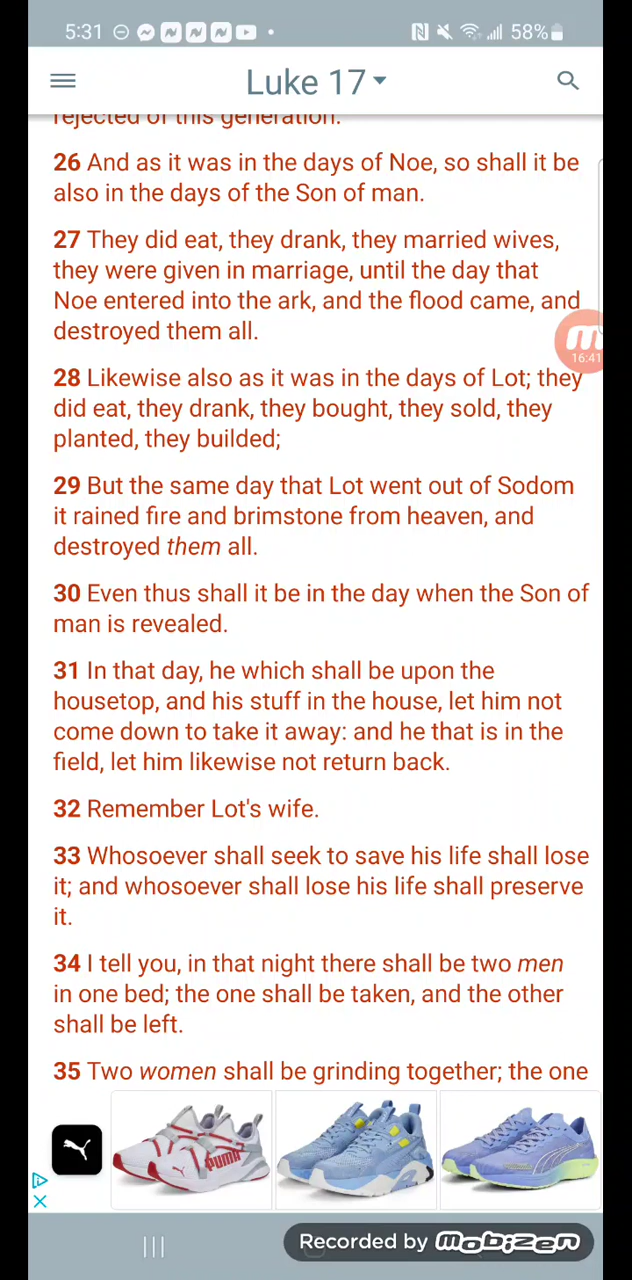 5:31
58%
Luke 17
rejected of this generation.
26 And as it was in the days of Noe, so shall it be
also in the days of the Son of man.
27 They did eat, they drank, they married wives,
they were given in marriage, until the day that
Noe entered into the ark, and the flood came, and
destroyed them all.
16:41
28 Likewise also as it was in the days of Lot; they
did eat, they drank, they bought, they sold, they
planted, they builded;
29 But the same day that Lot went out of Sodom
it rained fire and brimstone from heaven, and
destroyed them all.
30 Even thus shall it be in the day when the Son of
man is revealed.
31 In that day, he which shall be upon the
housetop, and his stuff in the house, let him not
come down to take it away: and he that is in the
field, let him likewise not return back.
32 Remember Lot's wife.
33 Whosoever shall seek to save his life shall lose
it; and whosoever shall lose his life shall preserve
it.
34 I tell you, in that night there shall be two men
in one bed; the one shall be taken, and the other
shall be left.
35 Two women shall be grinding together; the one
PUMA
Recorded by mobizen